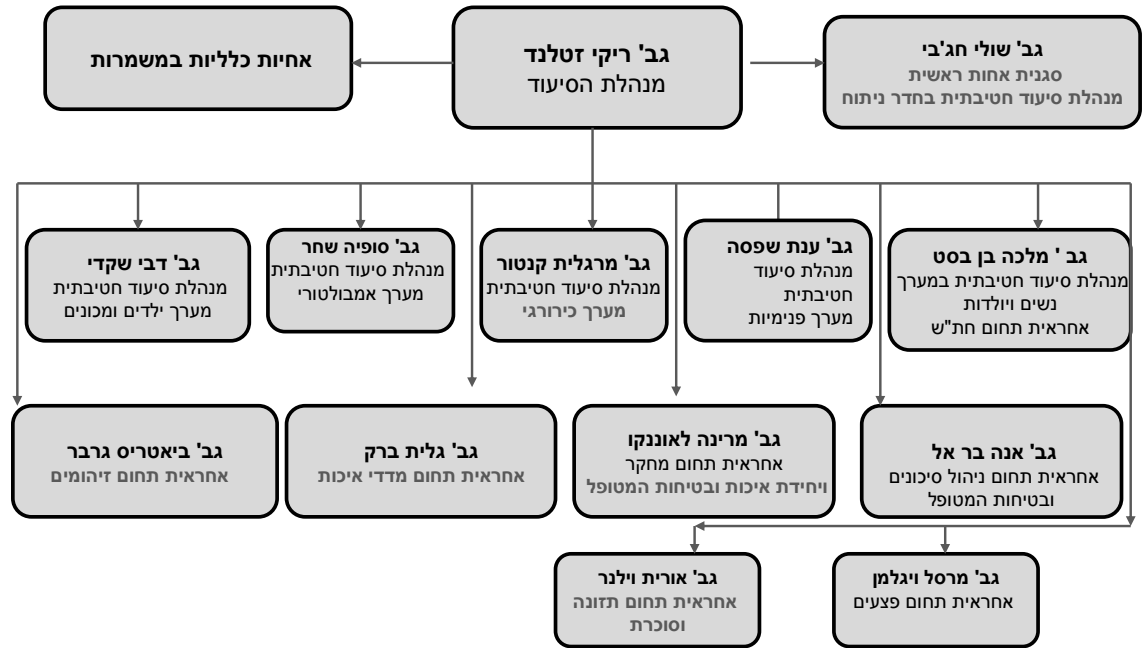 גב' שולי חג'בי
סגנית אחות ראשית
מנהלת סיעוד חטיבתית בחדר ניתוח
גב' ריקי זטלנד
מנהלת הסיעוד
אחיות כלליות במשמרות
גב ' מלכה בן בסט
מנהלת סיעוד חטיבתית במערך
נשים ויולדות
אחראית תחום חת"ש
גב' ענת שפסה
מנהלת סיעוד
חטיבתית
מערך פנימיות
גב' מרגלית קנטור
מנהלת סיעוד חטיבתית
מערך כירורגי
גב' סופיה שחר
מנהלת סיעוד חטיבתית
מערך אמבולטורי
גב' דבי שקדי
מנהלת סיעוד חטיבתית
מערך ילדים ומכונים
גב' אנה בר אל
אחראית תחום ניהול סיכונים
ובטיחות המטופל
גב' מרינה לאוננקו
אחראית תחום מחקר
ויחידת איכות ובטיחות המטופל
גב' גלית ברק
אחראית תחום מדדי איכות
גב' ביאטריס גרבר
אחראית תחום זיהומים
גב' מרסל ויגלמן
אחראית תחום פצעים
גב' אורית וילנר
אחראית תחום תזונה
וסוכרת